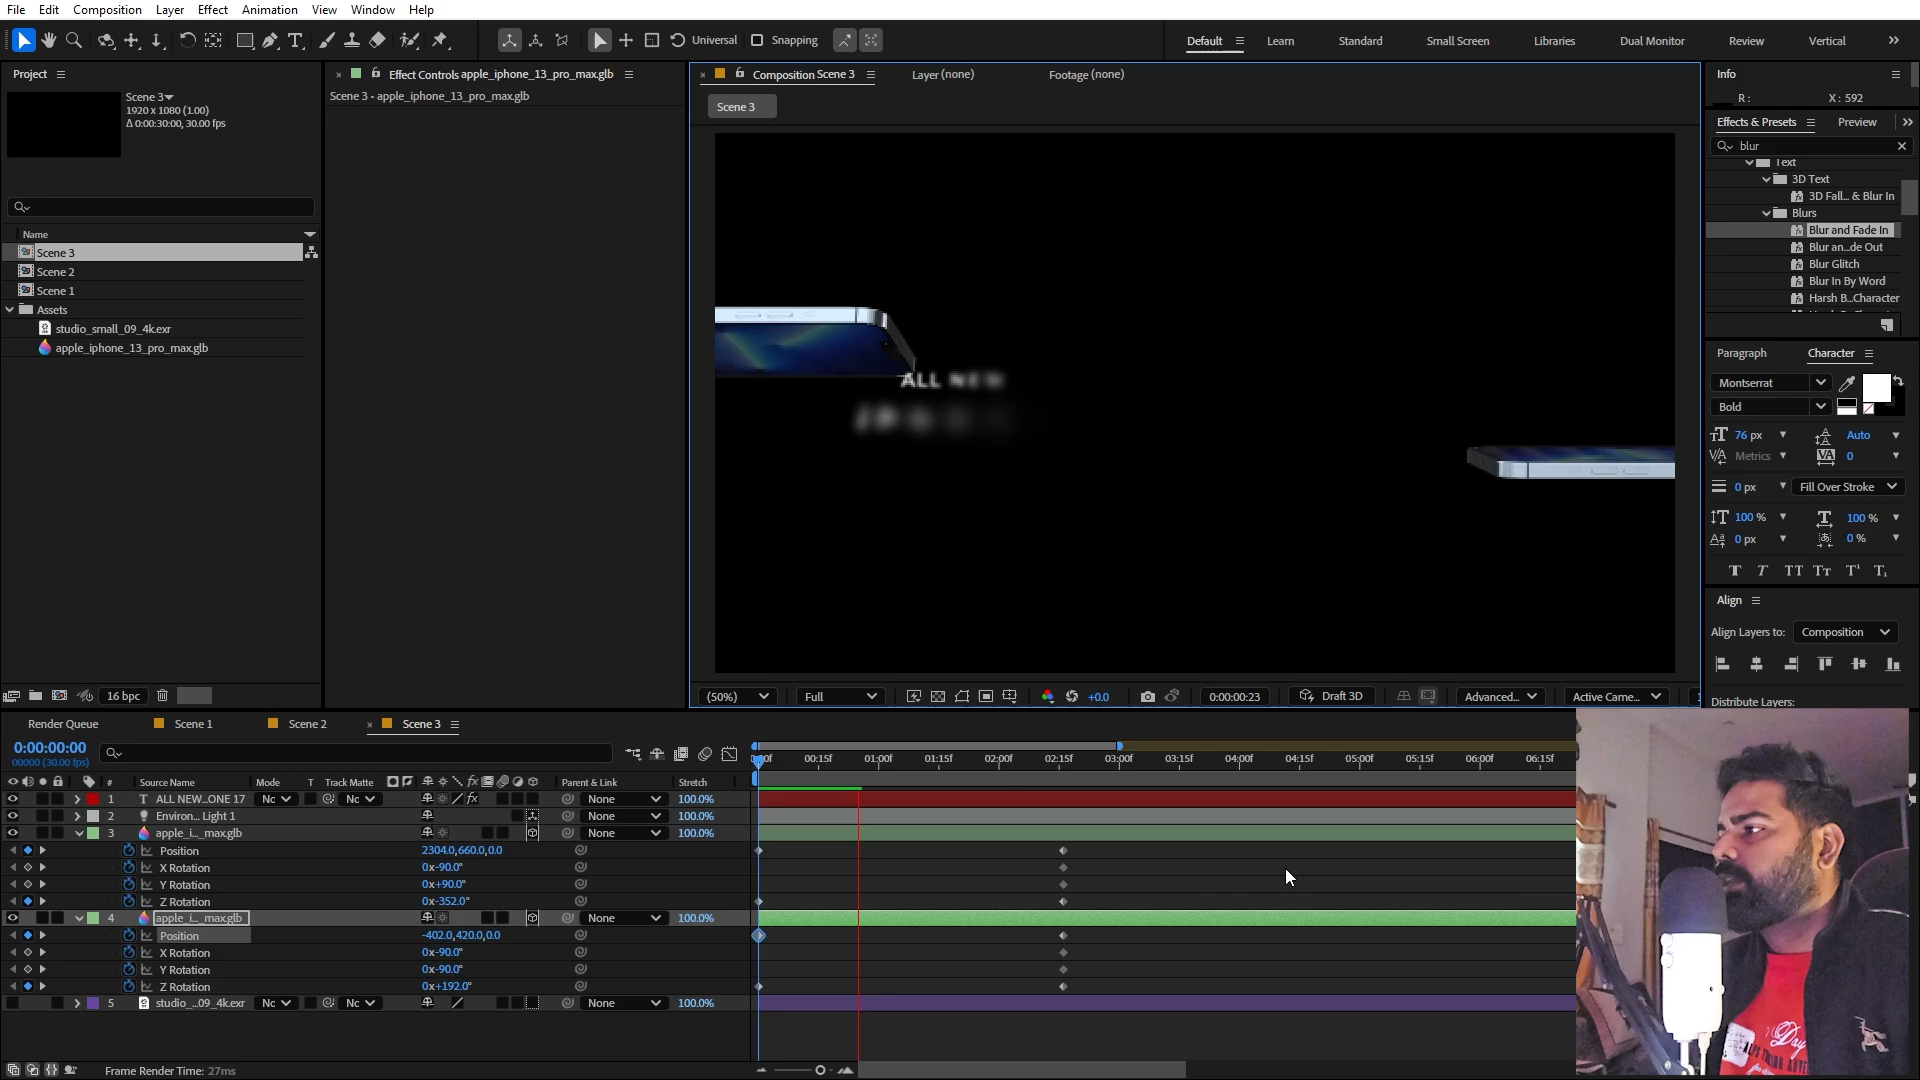 File Edit Composition Layer Effect Animation View Window Help
Universal Snapping Default Learn Standard Small Screen Libraries Dual Monitor Review Vertical
Project
Scene 3
1920 x 1080 (1.00)
Δ 0:00:30:00, 30.00 fps
Name
Scene 3
Scene 2
Scene 1
Assets
studio_small_09_4k.exr
apple_iphone_13_pro_max.glb
16 bpc
Effect Controls apple_iphone_13_pro_max.glb
Scene 3 • apple_iphone_13_pro_max.glb
Composition Scene 3 Layer (none) Footage (none)
Scene 3
ALL NEW
(50%) Full +0.0 0:00:00:23 Draft 3D Advanced... Active Came...
Info
R: X: 592
Effects & Presets Preview
blur
Text
3D Text
3D Fall... & Blur In
Blurs
Blur and Fade In
Blur an...de Out
Blur Glitch
Blur In By Word
Harsh B...Character
Paragraph Character
Montserrat
Bold
76 px Auto
Metrics 0
0 px Fill Over Stroke
100 % 100 %
0 px 0 %
Align
Align Layers to: Composition
Distribute Layers:
Render Queue Scene 1 Scene 2 Scene 3
0:00:00:00
00000 (30.00 fps)
00:15f 01:00f 01:15f 02:00f 02:15f 03:00f 03:15f 04:00f 04:15f 05:00f 05:15f 06:00f 06:15f
# Source Name Mode T Track Matte fx Parent & Link Stretch
1 T ALL NEW...ONE 17 Nc Nc fx None 100.0%
2 Environ... Light 1 None 100.0%
3 apple_i..._max.glb None 100.0%
Position 2304.0,660.0,0.0
X Rotation 0x-90.0°
Y Rotation 0x+90.0°
Z Rotation 0x-352.0°
4 apple_i..._max.glb None 100.0%
Position -402.0,420.0,0.0
X Rotation 0x-90.0°
Y Rotation 0x-90.0°
Z Rotation 0x+192.0°
5 studio_...09_4k.exr Nc Nc None 100.0%
Frame Render Time: 27ms